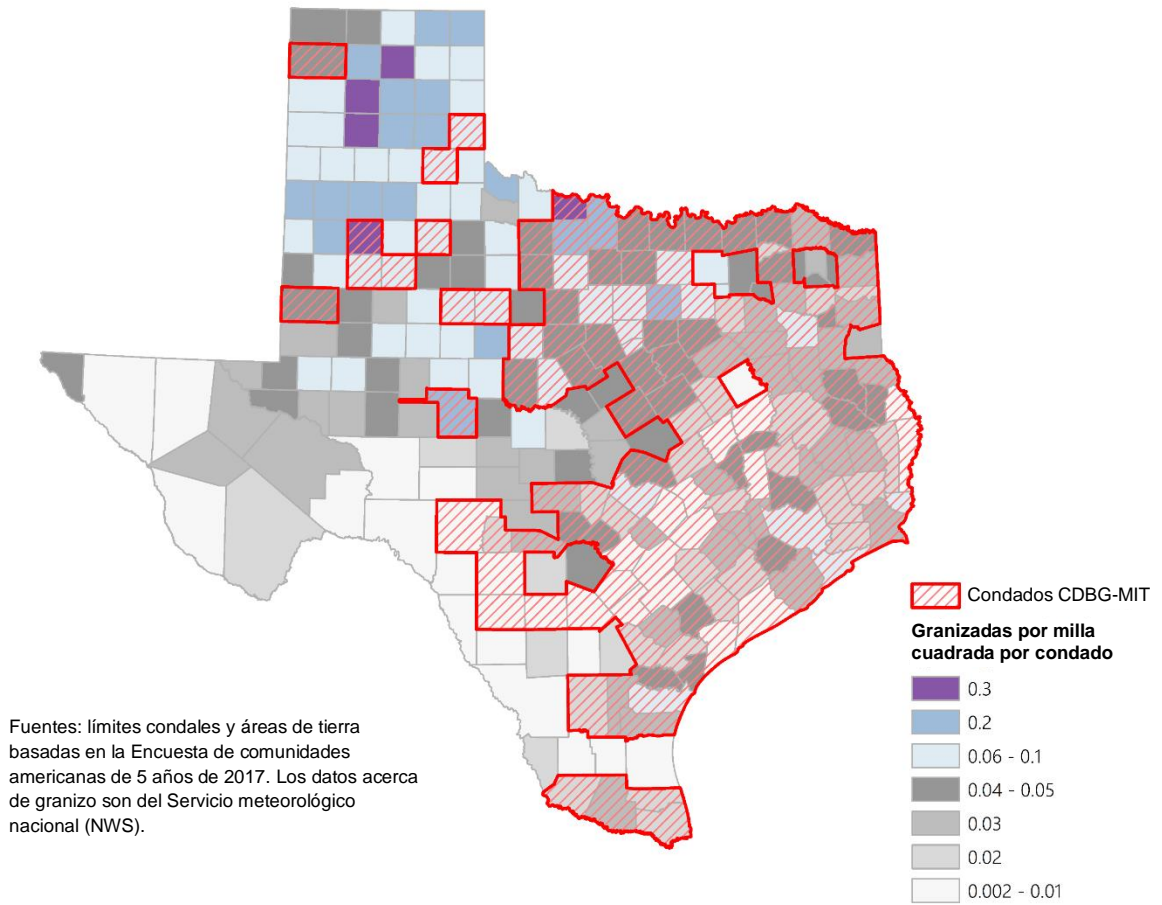 Condados CDBG-MIT
Granizadas por milla
cuadrada por condado
0.3
0.2
0.06 - 0.1
0.04 - 0.05
0.03
0.02
0.002 - 0.01
Fuentes: límites condales y áreas de tierra
basadas en la Encuesta de comunidades
americanas de 5 años de 2017. Los datos acerca
de granizo son del Servicio meteorológico
nacional (NWS).